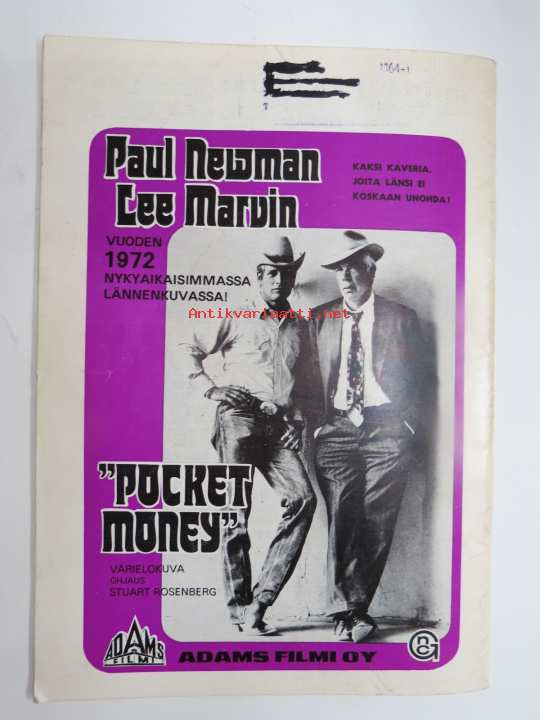 1964-1
Paul Newman
Lee Marvin
KAKSI KAVERIA,
JOITA LÄNSI EI
KOSKAAN UNOHDA!
VUODEN
1972
NYKYAIKAISIMMASSA
LÄNNENKUVASSA!
Antikvariaatti.net
"POCKET
MONEY"
VÄRIELOKUVA
OHJAUS
STUART ROSENBERG
ADAMS
FILMI
ADAMS FILMI OY
ncG